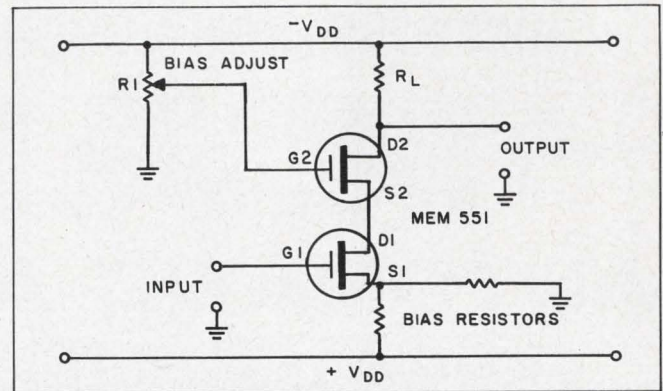 −VDD
BIAS ADJUST
R1
RL
D2
G2
OUTPUT
S2
MEM 551
D1
G1
S1
INPUT
BIAS RESISTORS
+ VDD